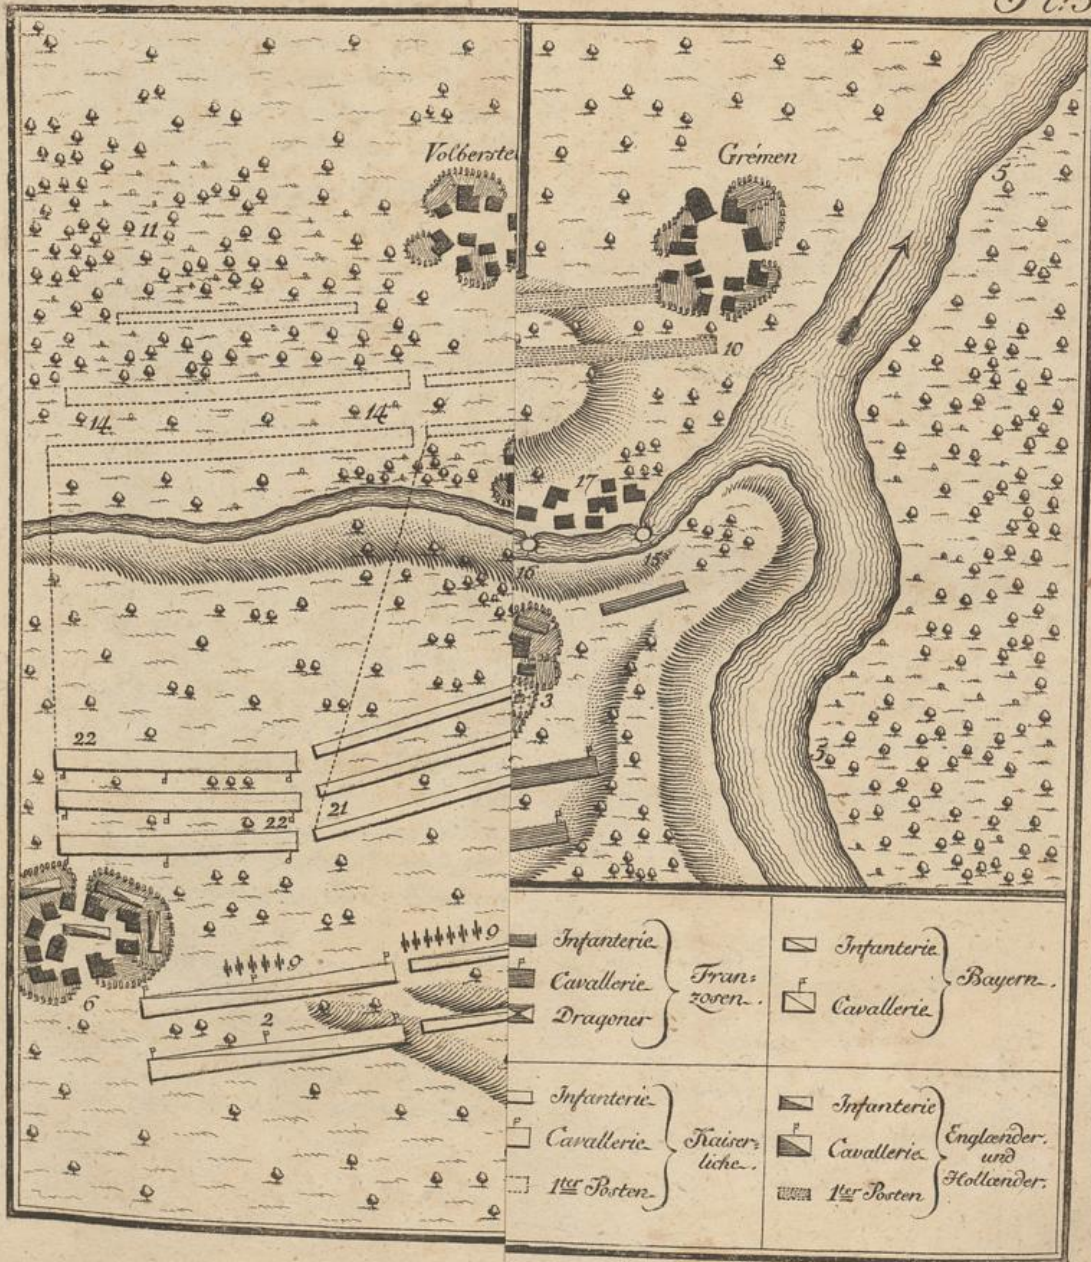 Volberste
Grémen
5
11
10
14
14
17
16
15
3
22
5
21
22
9
9
6
2
Infanterie
Cavallerie
Dragoner
Fran=
zosen.
Infanterie
Cavallerie
Bayern.
Infanterie
Cavallerie
1ter Posten
Kaiser=
liche.
Infanterie
Cavallerie
1ter Posten
Englænder.
und
Hollænder.